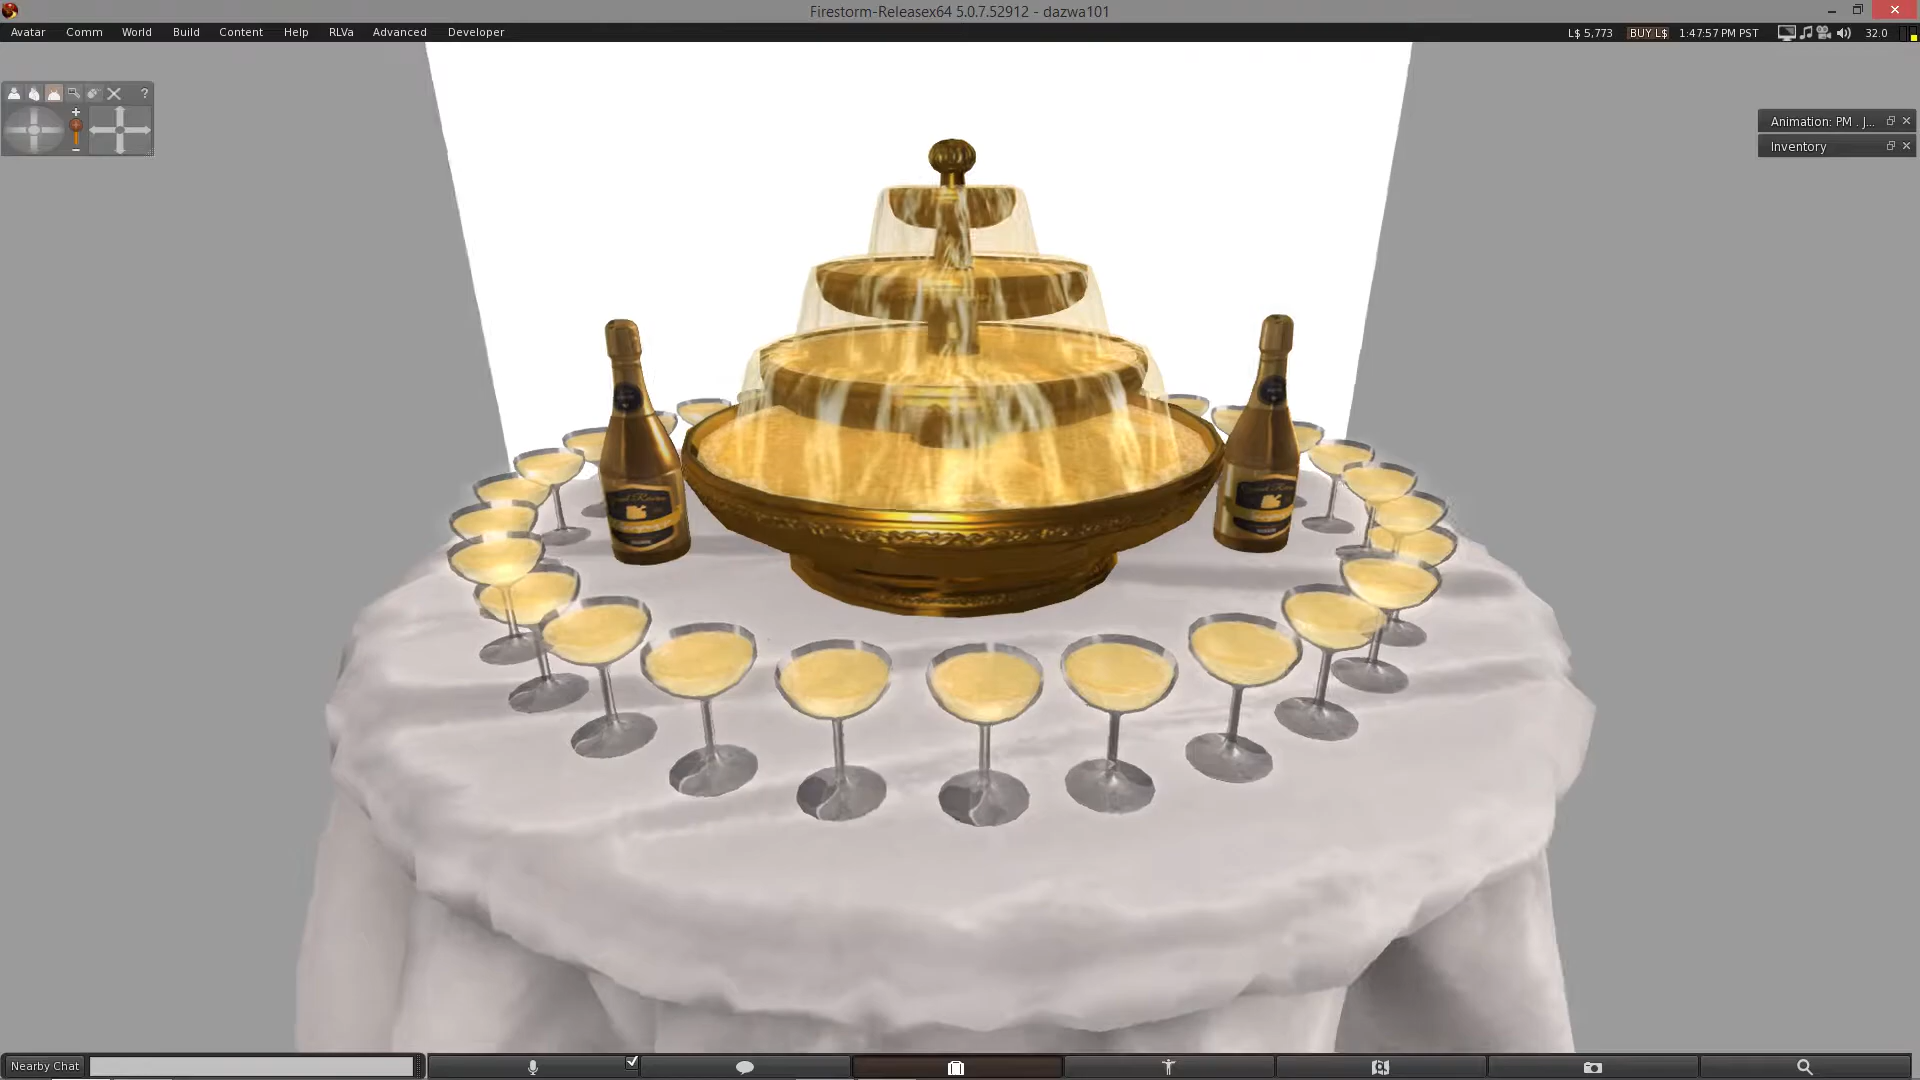 Firestorm-Releasex64 5.0.7.52912 - dazwa101
Avatar Comm World Build Content Help RLVa Advanced Developer
L$ 5,773 BUY L$ 1:47:57 PM PST 32.0
?
Animation: PM . J...
Inventory
Nearby Chat